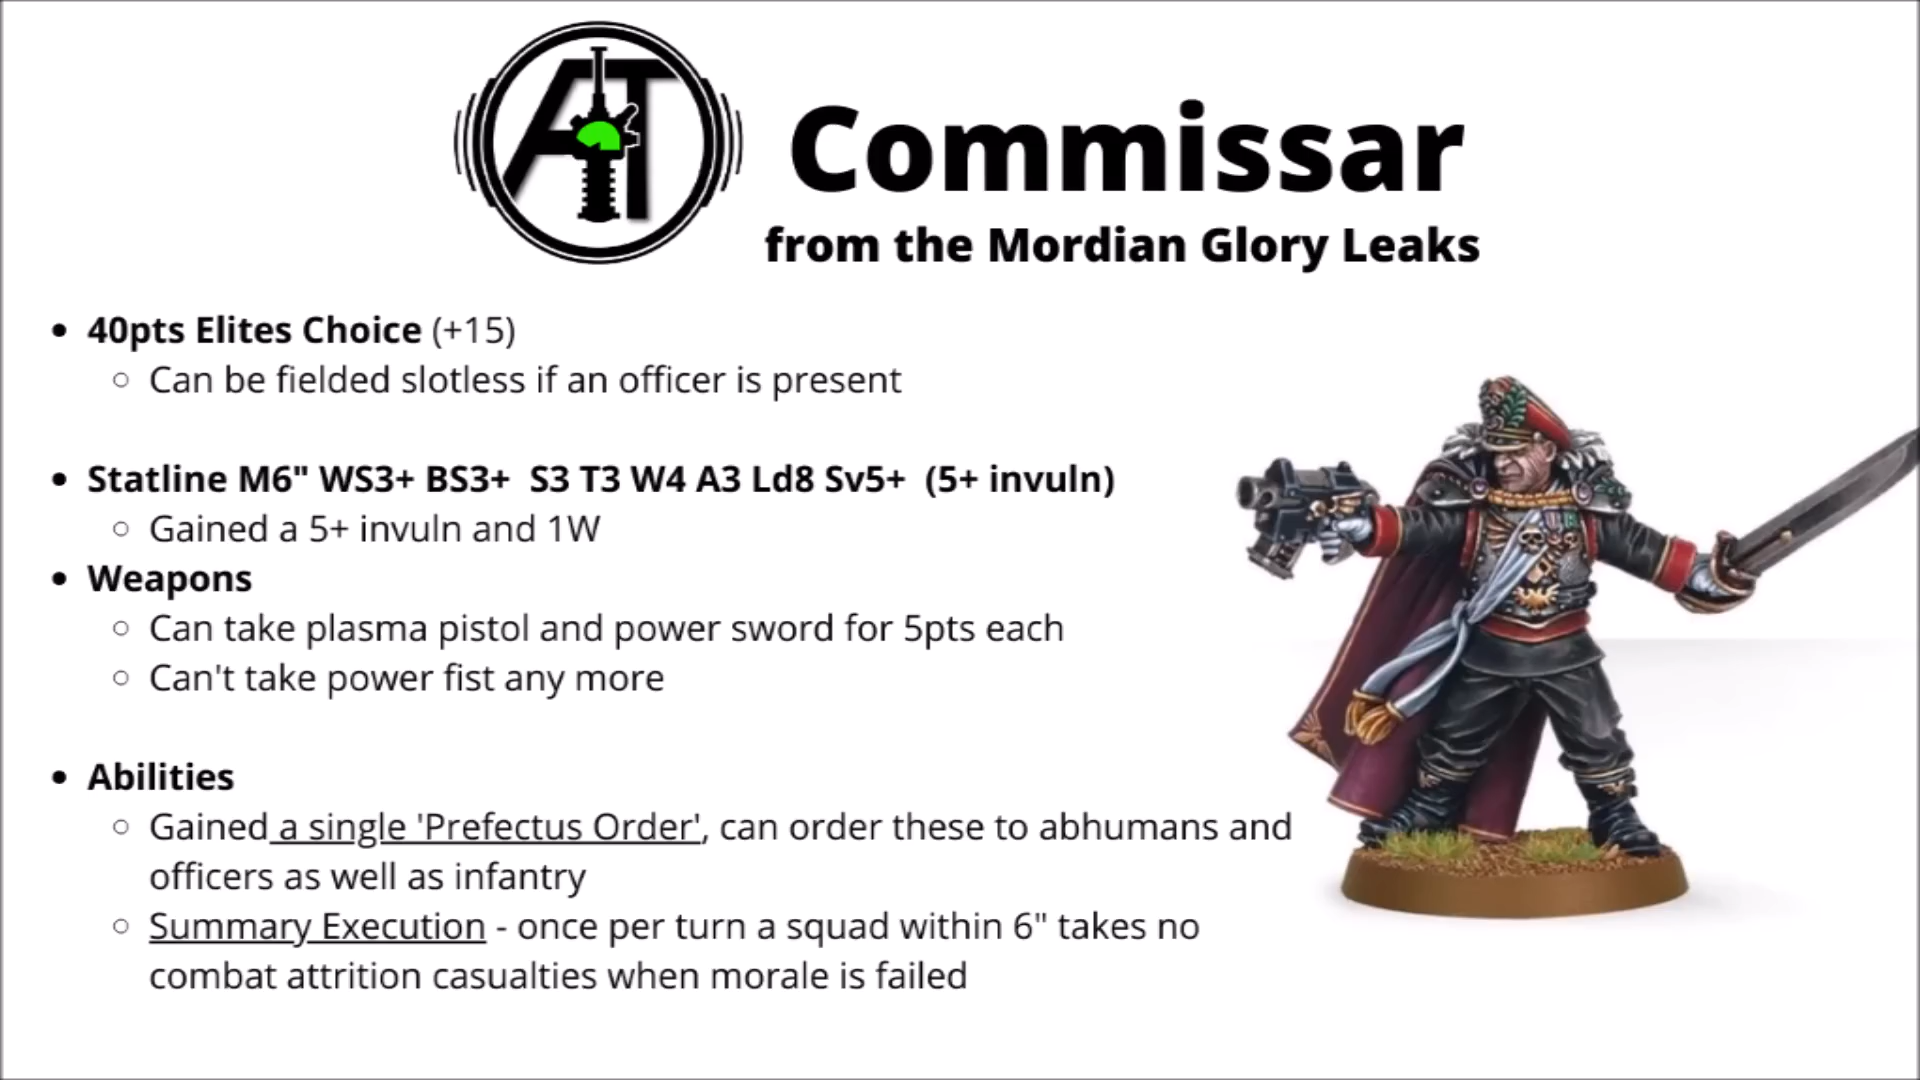 AT
Commissar
from the Mordian Glory Leaks
40pts Elites Choice (+15)
Can be fielded slotless if an officer is present
Statline M6" WS3+ BS3+ S3 T3 W4 A3 Ld8 Sv5+ (5+ invuln)
Gained a 5+ invuln and 1W
Weapons
Can take plasma pistol and power sword for 5pts each
Can't take power fist any more
Abilities
Gained a single 'Prefectus Order', can order these to abhumans and
officers as well as infantry
Summary Execution - once per turn a squad within 6" takes no
combat attrition casualties when morale is failed